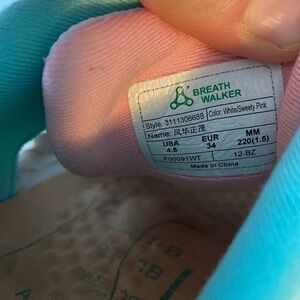 BREATH
WALKER
Style: 3111306688 Color: White/Sweety Pink
Name: 风华正茂
USA EUR MM
4.5 34 220(1.5)
F00091WT 12-BZ
Made in China